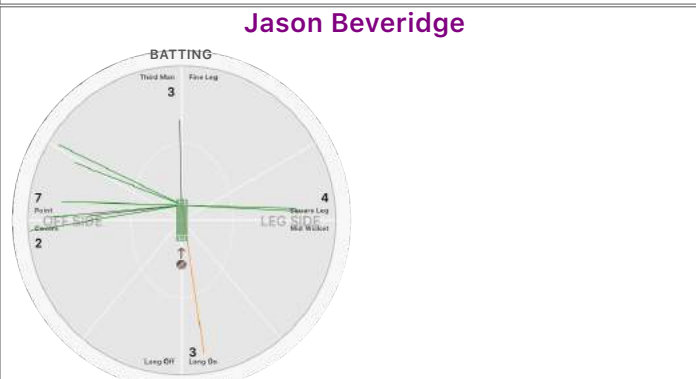 Jason Beveridge
BATTING
Third Man Fine Leg
3
7 4
Point Square Leg
OFF SIDE LEG SIDE
Covers Mid Wicket
2
3
Long Off Long On